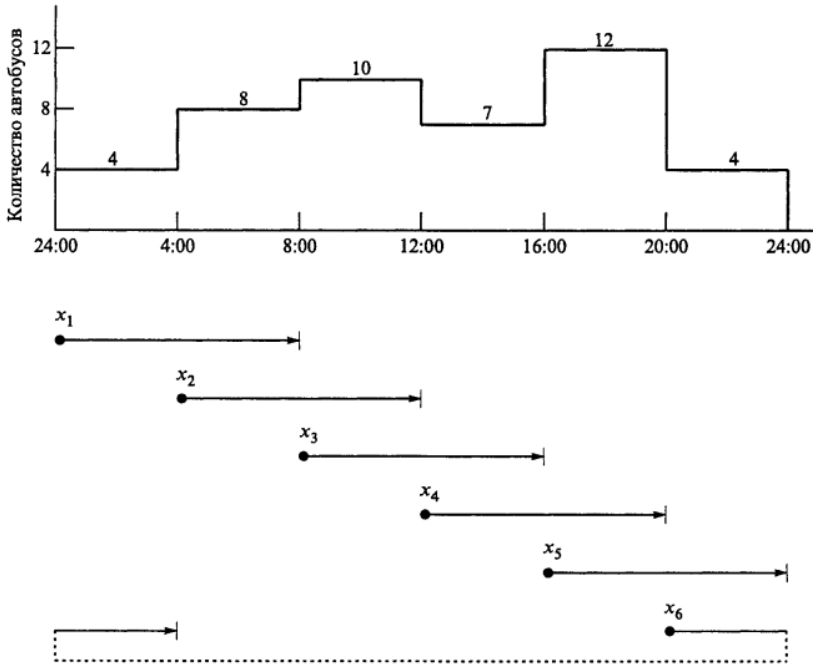 Количество автобусов
12
8
4
4
8
10
7
12
4
24:00 4:00 8:00 12:00 16:00 20:00 24:00
x1
x2
x3
x4
x5
x6